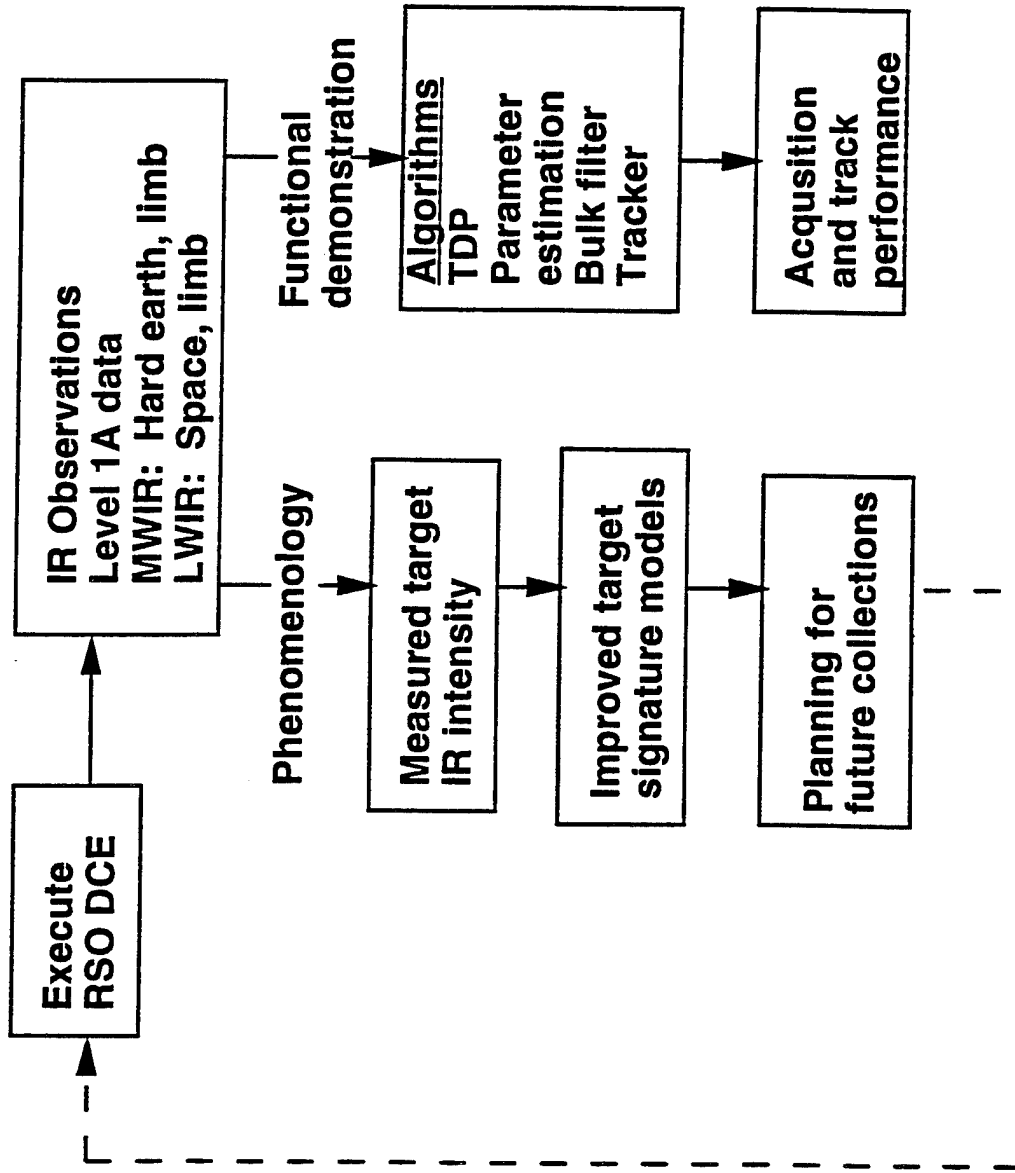 Execute
RSO DCE
IR Observations
Level 1A data
MWIR: Hard earth, limb
LWIR: Space, limb
Phenomenology
Measured target
IR intensity
Improved target
signature models
Planning for
future collections
Functional
demonstration
Algorithms
TDP
Parameter
estimation
Bulk filter
Tracker
Acqusition
and track
performance